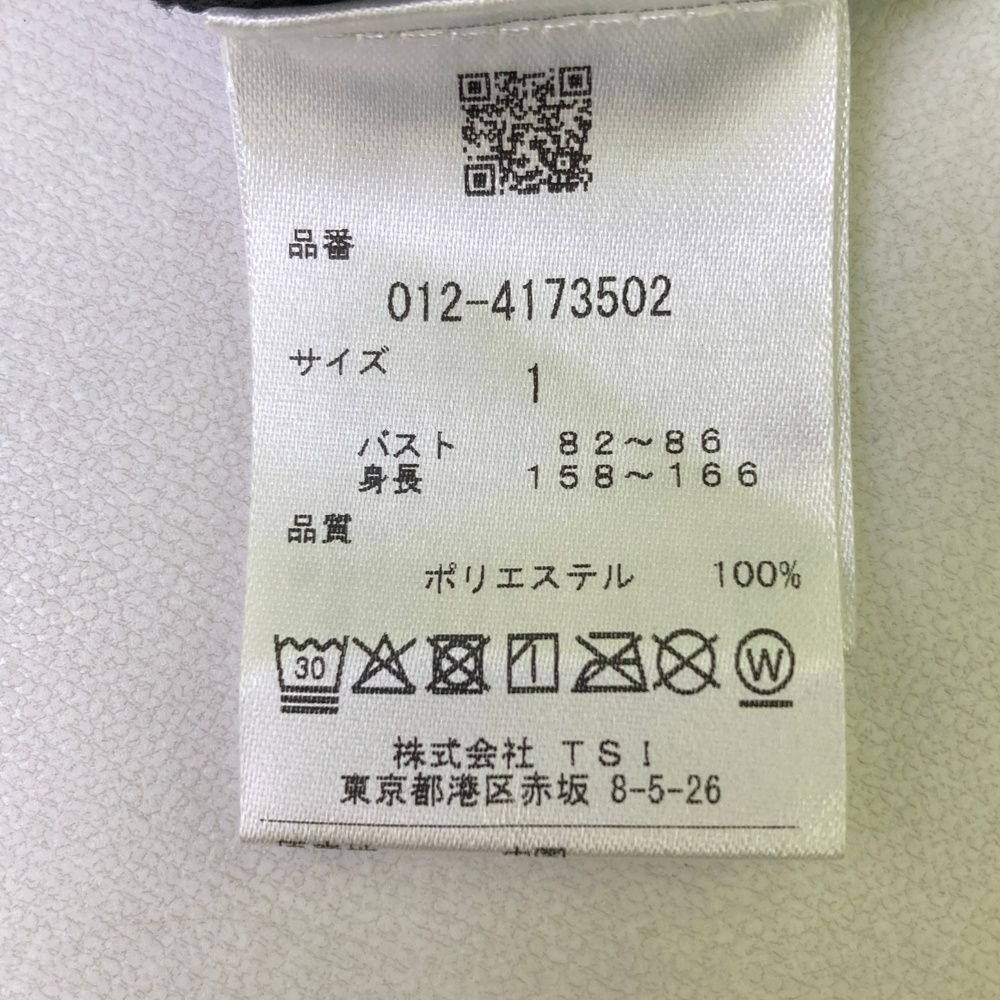 品番
012-4173502
サイズ
1
バスト 82～86
身長 158～166
品質
ポリエステル 100%
30
W
株式会社 TSI
東京都港区赤坂 8-5-26